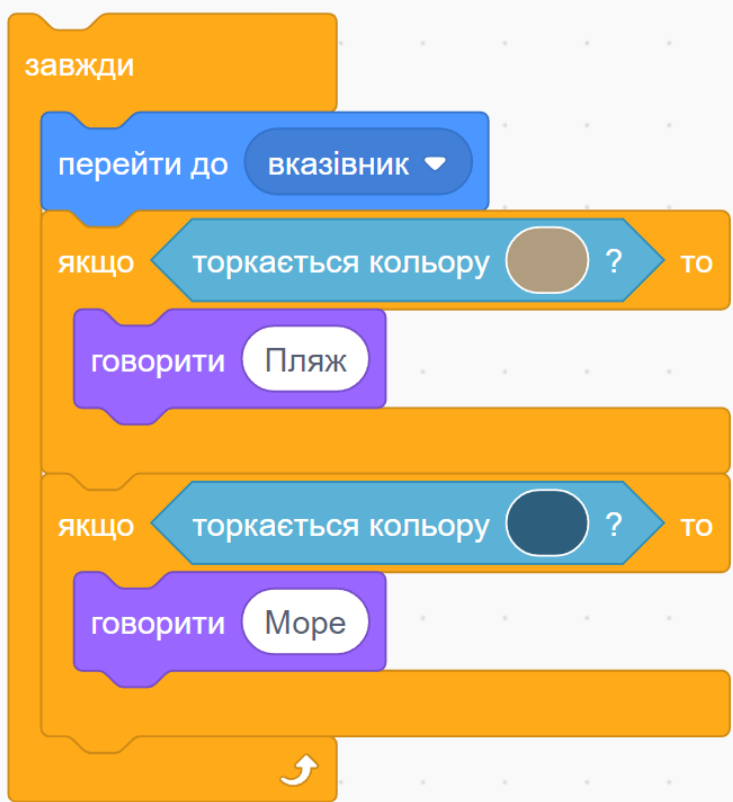 завжди
перейти до вказівник
якщо торкається кольору ? то
говорити Пляж
якщо торкається кольору ? то
говорити Море